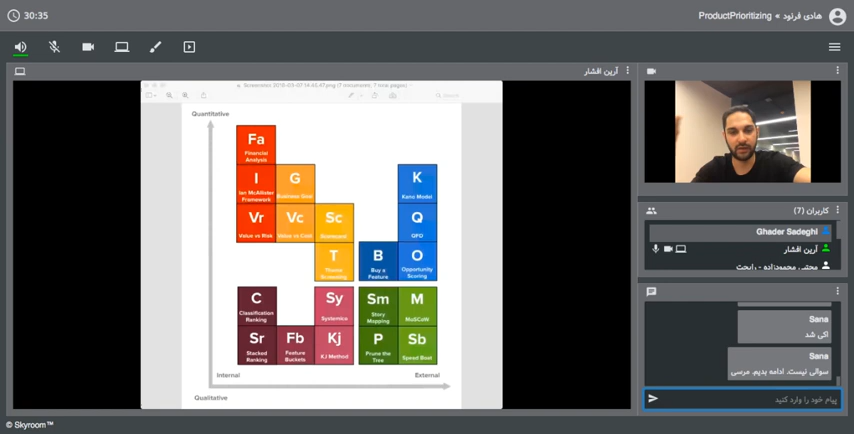 30:35
هادی فرنود » ProductPrioritizing
آرین افشار
Quantitative
Fa
Financial
Analysis
I
Ian McAllister
Framework
G
K
Kano Model
Vr
Value vs Risk
Vc
Value vs Cost
Sc
Scorecard
Q
QFD
T
Theme
Screening
B
Buy a
Feature
O
Opportunity
Scoring
C
Classification
Ranking
Sy
Systemico
Sm
Story
Mapping
M
MoSCoW
Sr
Stacked
Ranking
Fb
Feature
Buckets
Kj
KJ Method
P
Prune the
Tree
Sb
Speed Boat
Internal
External
Qualitative
کاربران (7)
Ghader Sadeghi
آرین افشار
مجتبی محمودزاده - رایحت
Sana
اکی شد
Sana
سوالی نیست. ادامه بدیم. مرسی
پیام خود را وارد کنید
© Skyroom™